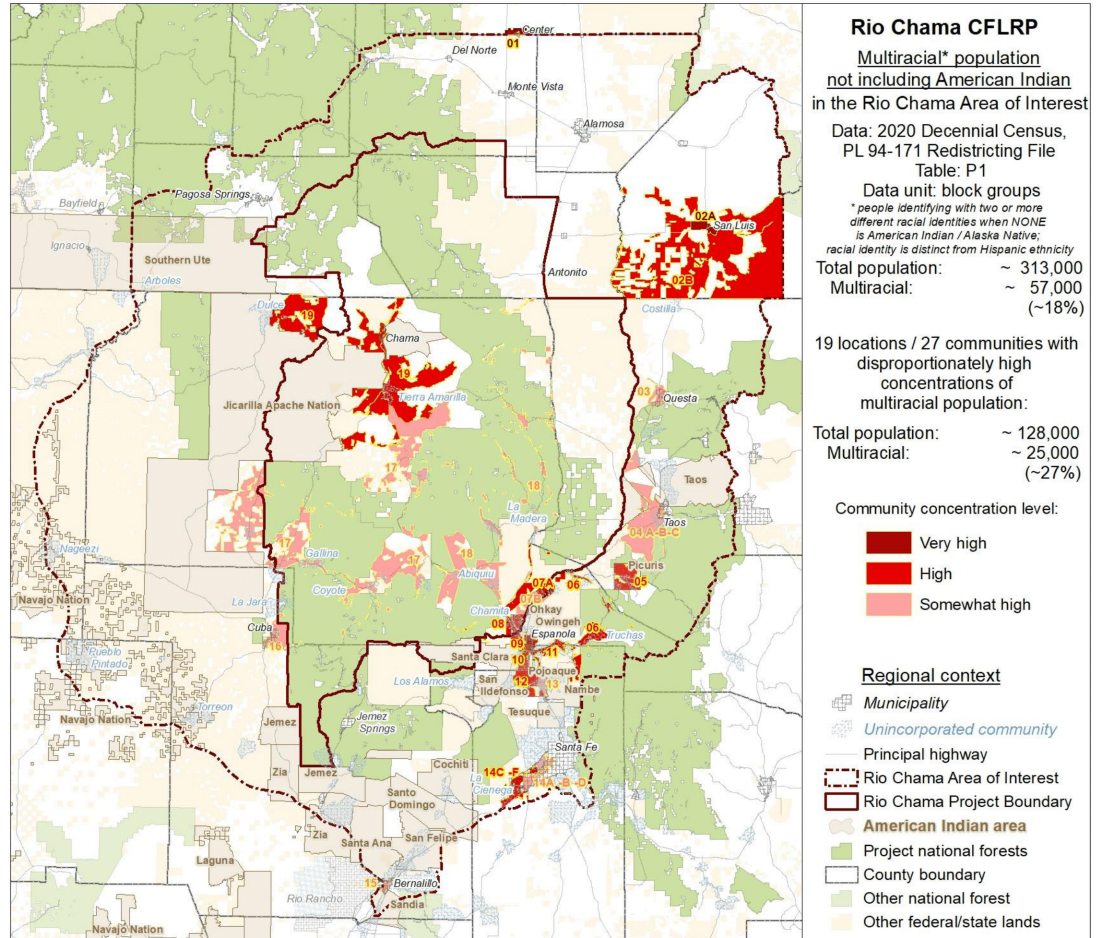 Rio Chama CFLRP
Multiracial* population
not including American Indian
in the Rio Chama Area of Interest
Data: 2020 Decennial Census,
PL 94-171 Redistricting File
Table: P1
Data unit: block groups
* people identifying with two or more
different racial identities when NONE
is American Indian / Alaska Native;
racial identity is distinct from Hispanic ethnicity
Total population: ~ 313,000
Multiracial: ~ 57,000
(~18%)
19 locations / 27 communities with
disproportionately high
concentrations of
multiracial population:
Total population: ~ 128,000
Multiracial: ~ 25,000
(~27%)
Community concentration level:
Very high
High
Somewhat high
Regional context
Municipality
Unincorporated community
Principal highway
Rio Chama Area of Interest
Rio Chama Project Boundary
American Indian area
Project national forests
County boundary
Other national forest
Other federal/state lands
Center
01
Del Norte
Monte Vista
Alamosa
Pagosa Springs
Bayfield
02A
San Luis
Ignacio
Southern Ute
Antonito
02B
Arboles
Dulce
19
Costilla
Chama
19
Tierra Amarilla
03
Questa
Jicarilla Apache Nation
17
18
Taos
La
Madera
Taos
04 A-B-C
Nageezi
17
Gallina
17
18
Abiquiu
Picuris
05
Navajo Nation
Coyote
07A
06
07B
La Jara
Chamita
Ohkay
Owingeh
Cuba
08
06
Truchas
Espanola
16
09
Pueblo
Pintado
Santa Clara
10
11
Pojoaque
Los Alamos
San
Ildefonso
12
13
Nambe
Torreon
Navajo Nation
Jemez
Jemez
Springs
Tesuque
Santa Fe
Zia
Jemez
Cochiti
14C -F
La
Cienega
14A -B -D
Santo
Domingo
Zia
Santa Ana
San Felipe
Laguna
15
Bernalillo
Rio Rancho
Sandia
Navajo Nation